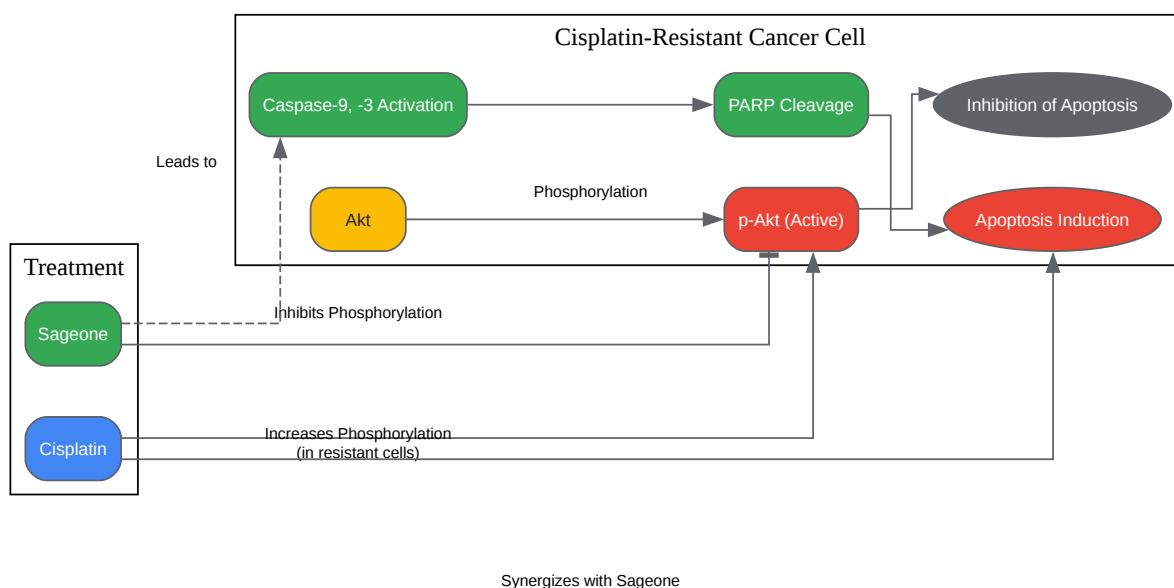 Cisplatin-Resistant Cancer Cell
Caspase-9, -3 Activation
PARP Cleavage
Inhibition of Apoptosis
Leads to
Phosphorylation
Akt
p-Akt (Active)
Apoptosis Induction
Treatment
Inhibits Phosphorylation
Sageone
Increases Phosphorylation
(in resistant cells)
Cisplatin
Synergizes with Sageone